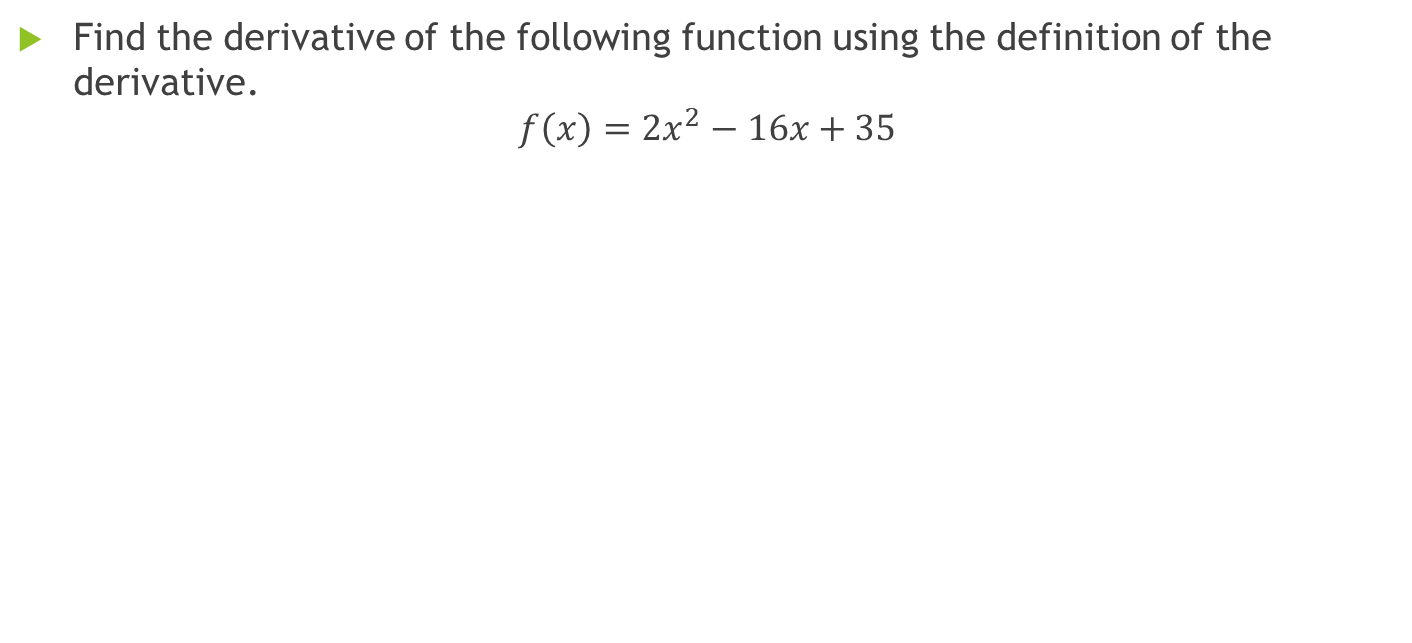 Find the derivative of the following function using the definition of the
derivative.
f(x) = 2x² − 16x + 35